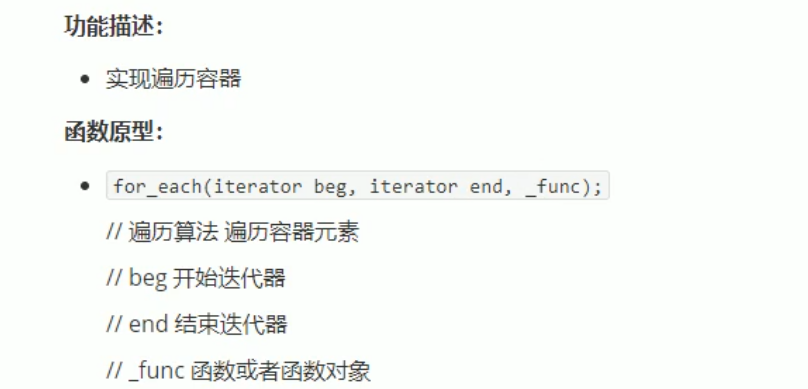 功能描述：
实现遍历容器
函数原型：
for_each(iterator beg, iterator end, _func);
// 遍历算法 遍历容器元素
// beg 开始迭代器
// end 结束迭代器
// _func 函数或者函数对象